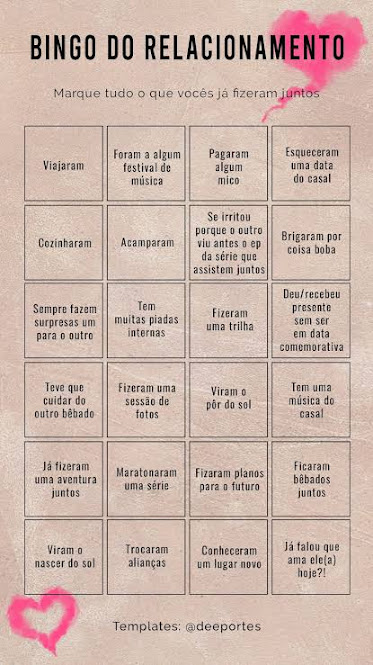 BINGO DO RELACIONAMENTO
Marque tudo o que vocês já fizeram juntos
Viajaram
Foram a algum
festival de
música
Pagaram
algum
mico
Esqueceram
uma data
do casal
Cozinharam
Acamparam
Se irritou
porque o outro
viu antes o ep
da série que
assistem juntos
Brigaram por
coisa boba
Sempre fazem
surpresas um
para o outro
Tem
muitas piadas
internas
Fizeram
uma trilha
Deu/recebeu
presente
sem ser
em data
comemorativa
Teve que
cuidar do
outro bêbado
Fizeram uma
sessão de
fotos
Viram o
pôr do sol
Tem uma
música do
casal
Já fizeram
uma aventura
juntos
Maratonaram
uma série
Fizaram planos
para o futuro
Ficaram
bêbados
juntos
Viram o
nascer do sol
Trocaram
alianças
Conheceram
um lugar novo
Já falou que
ama ele(a)
hoje?!
Templates: @deeportes